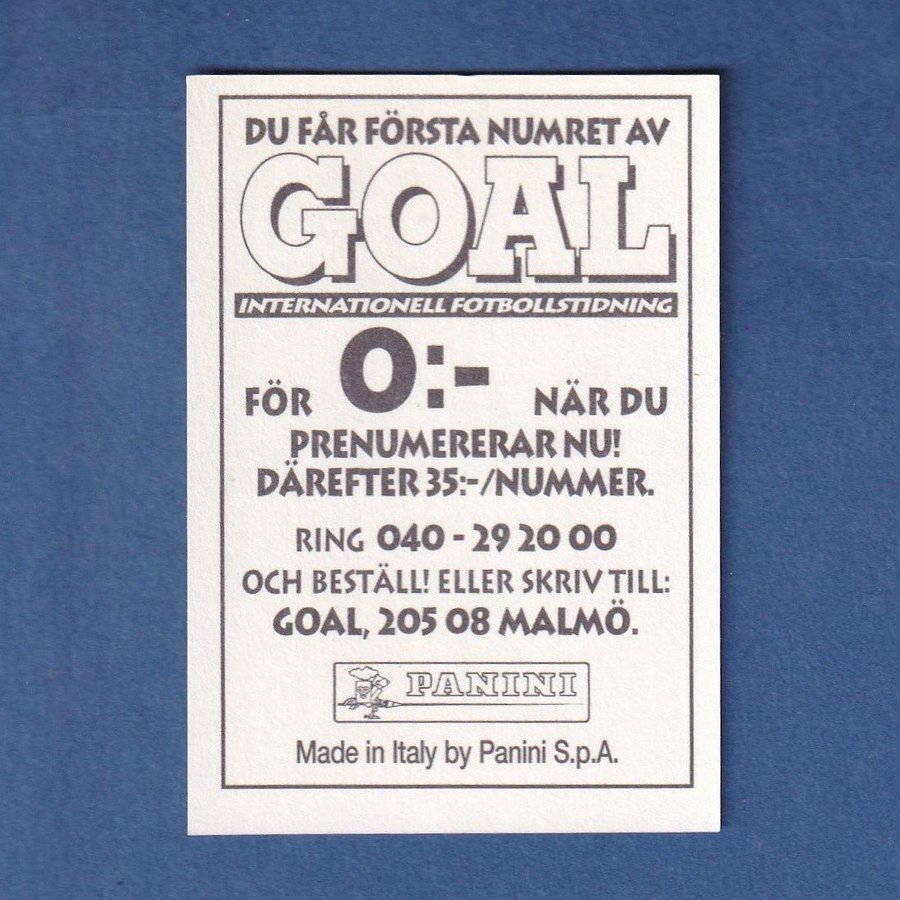 DU FÅR FÖRSTA NUMRET AV
GOAL
INTERNATIONELL FOTBOLLSTIDNING
FÖR 0:- NÄR DU
PRENUMERERAR NU!
DÄREFTER 35:-/NUMMER.
RING 040 - 29 20 00
OCH BESTÄLL! ELLER SKRIV TILL:
GOAL, 205 08 MALMÖ.
PANINI
Made in Italy by Panini S.p.A.